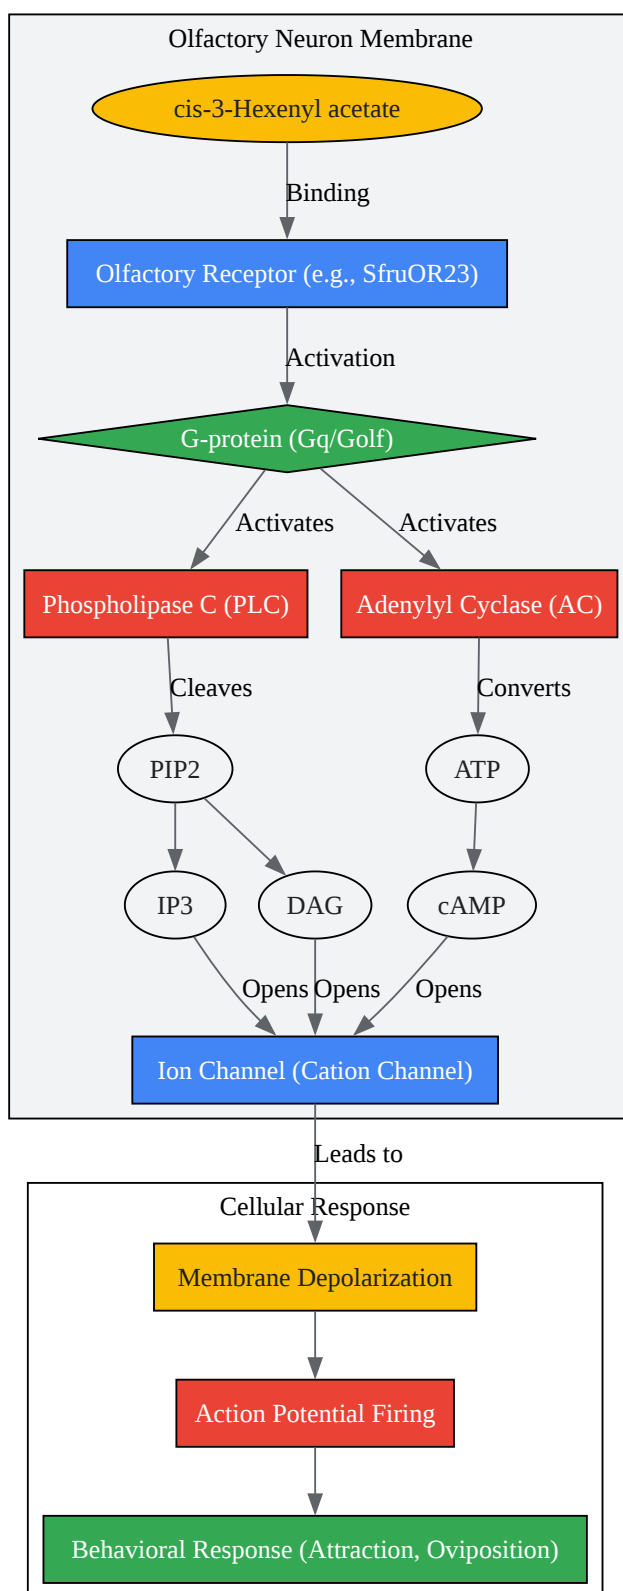 Olfactory Neuron Membrane
cis-3-Hexenyl acetate
Binding
Olfactory Receptor (e.g., SfruOR23)
Activation
G-protein (Gq/Golf)
Activates
Activates
Phospholipase C (PLC)
Adenylyl Cyclase (AC)
Cleaves
Converts
PIP2
ATP
IP3
DAG
cAMP
Opens
Opens
Opens
Ion Channel (Cation Channel)
Leads to
Cellular Response
Membrane Depolarization
Action Potential Firing
Behavioral Response (Attraction, Oviposition)